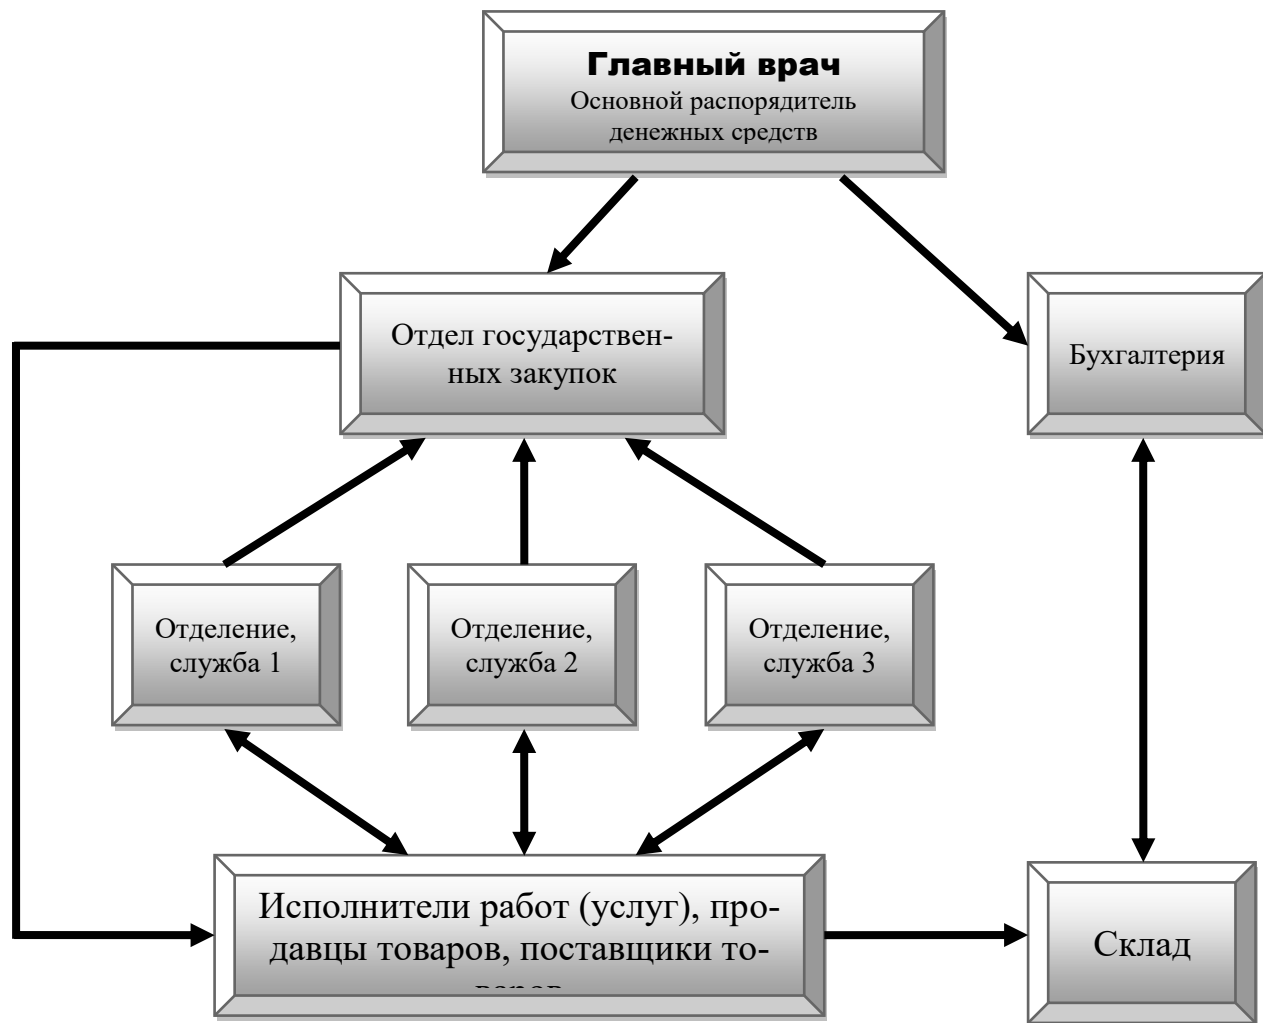 Главный врач
Основной распорядитель
денежных средств
Отдел государствен-
ных закупок
Бухгалтерия
Отделение,
служба 1
Отделение,
служба 2
Отделение,
служба 3
Исполнители работ (услуг), про-
давцы товаров, поставщики то-
варов
Склад